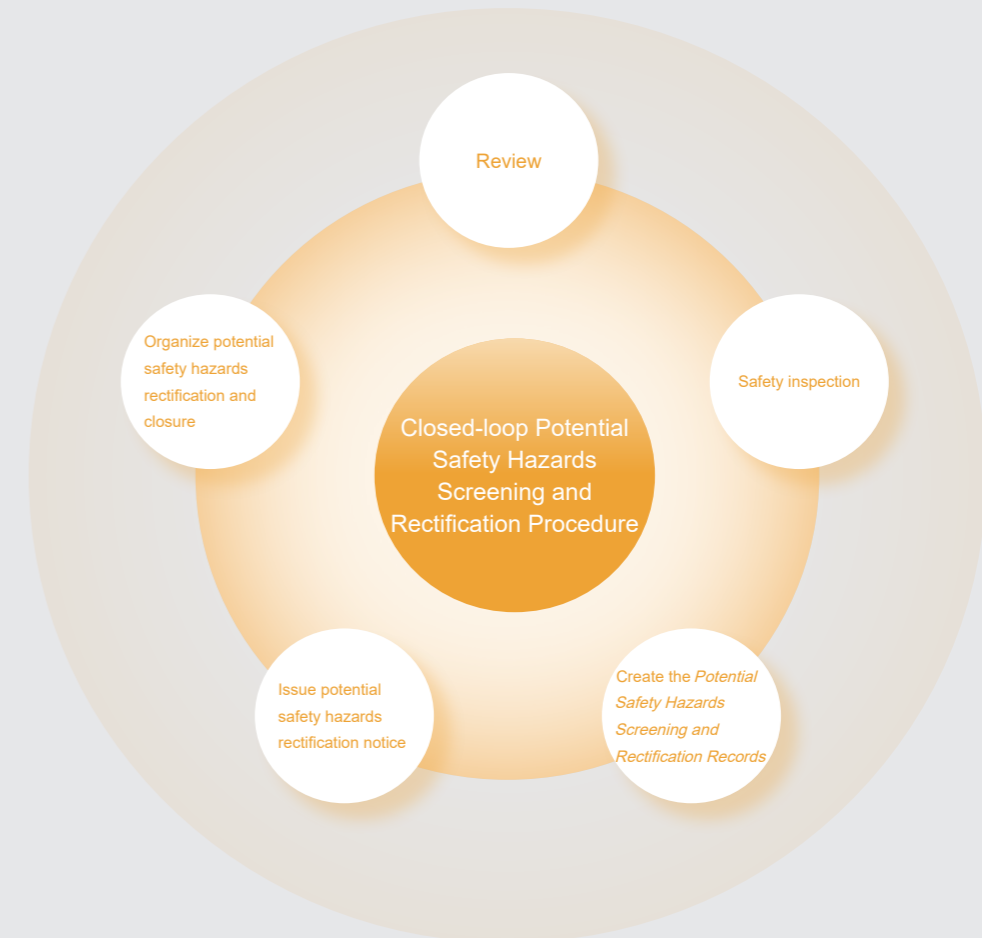 Review
Organize potential
safety hazards
rectification and
closure
Safety inspection
Closed-loop Potential
Safety Hazards
Screening and
Rectification Procedure
Issue potential
safety hazards
rectification notice
Create the Potential
Safety Hazards
Screening and
Rectification Records